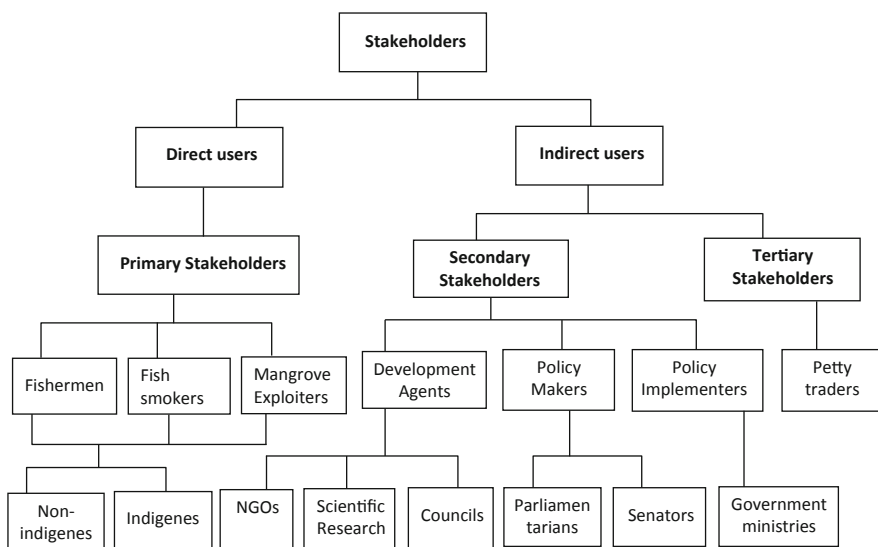 Stakeholders
Direct users
Indirect users
Primary Stakeholders
Secondary
Stakeholders
Tertiary
Stakeholders
Fishermen
Fish
smokers
Mangrove
Exploiters
Development
Agents
Policy
Makers
Policy
Implementers
Petty
traders
Non-
indigenes
Indigenes
NGOs
Scientific
Research
Councils
Parliamen
tarians
Senators
Government
ministries